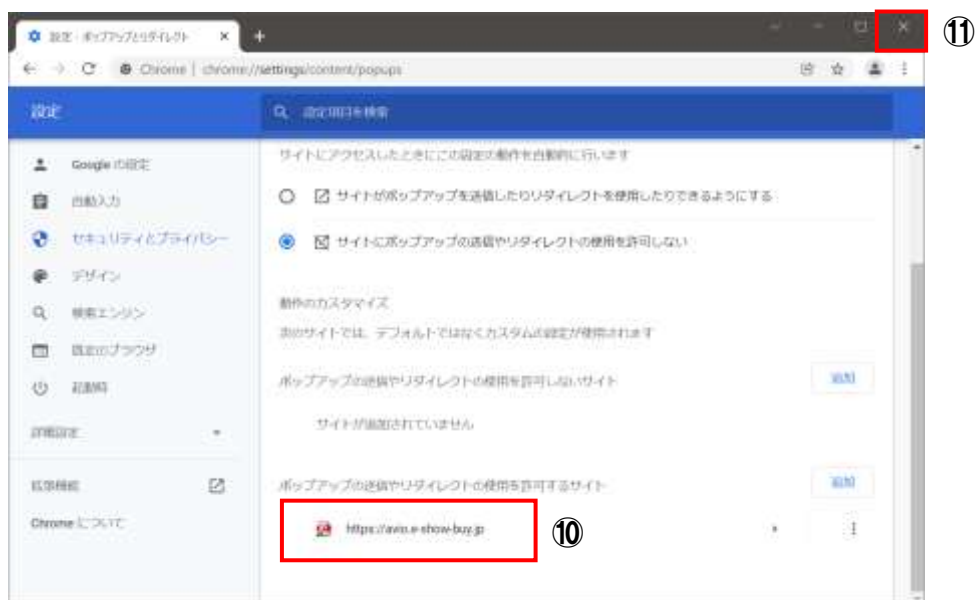 設定 - ポップアップとリダイレクト
⑪
Chrome | chrome://settings/content/popups
設定
設定項目を検索
サイトにアクセスしたときにこの設定の動作を自動的に行います
Google の設定
サイトがポップアップを送信したりリダイレクトを使用したりできるようにする
自動入力
セキュリティとプライバシー
サイトにポップアップの送信やリダイレクトの使用を許可しない
デザイン
検索エンジン
動作のカスタマイズ
次のサイトでは、デフォルトではなくカスタムの設定が使用されます
既定のブラウザ
ポップアップの送信やリダイレクトの使用を許可しないサイト
追加
起動時
サイトが追加されていません
詳細設定
拡張機能
ポップアップの送信やリダイレクトの使用を許可するサイト
追加
Chrome について
https://avio.e-show-buy.jp
⑩